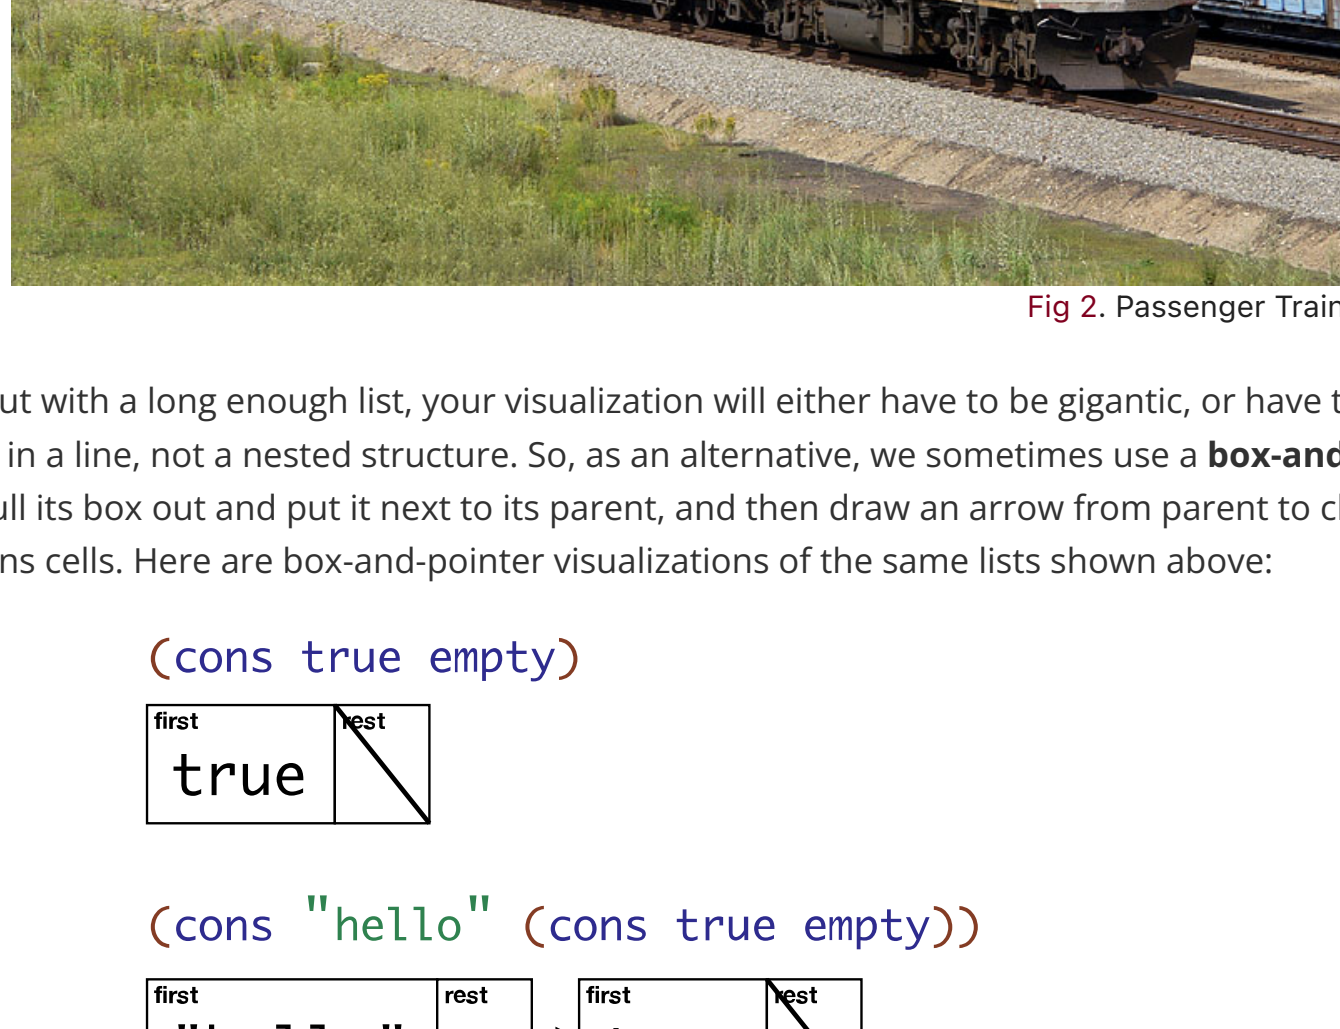 Fig 2. Passenger Train
ut with a long enough list, your visualization will either have to be gigantic, or have
in a line, not a nested structure. So, as an alternative, we sometimes use a box-and
ull its box out and put it next to its parent, and then draw an arrow from parent to
ns cells. Here are box-and-pointer visualizations of the same lists shown above:
(cons true empty)
first rest
true
(cons "hello" (cons true empty))
first rest first rest